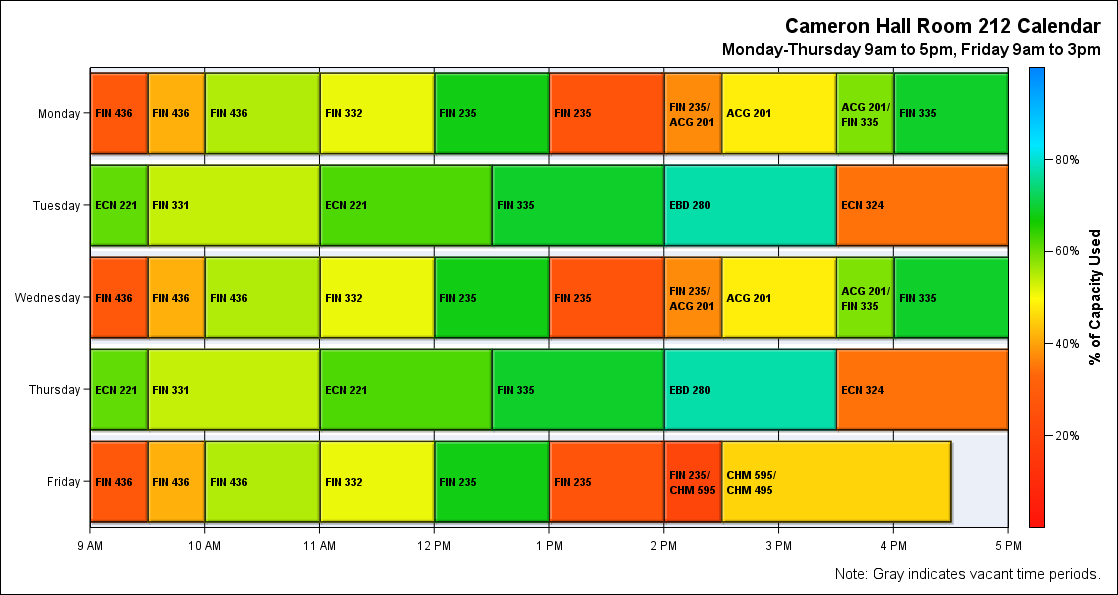 Cameron Hall Room 212 Calendar
Monday-Thursday 9am to 5pm, Friday 9am to 3pm
Monday
FIN 436
FIN 436
FIN 436
FIN 332
FIN 235
FIN 235
FIN 235/
ACG 201
ACG 201
ACG 201/
FIN 335
FIN 335
Tuesday
ECN 221
FIN 331
ECN 221
FIN 335
EBD 280
ECN 324
Wednesday
FIN 436
FIN 436
FIN 436
FIN 332
FIN 235
FIN 235
FIN 235/
ACG 201
ACG 201
ACG 201/
FIN 335
FIN 335
Thursday
ECN 221
FIN 331
ECN 221
FIN 335
EBD 280
ECN 324
Friday
FIN 436
FIN 436
FIN 436
FIN 332
FIN 235
FIN 235
FIN 235/
CHM 595
CHM 595/
CHM 495
9 AM
10 AM
11 AM
12 PM
1 PM
2 PM
3 PM
4 PM
5 PM
80%
60%
40%
20%
% of Capacity Used
Note: Gray indicates vacant time periods.